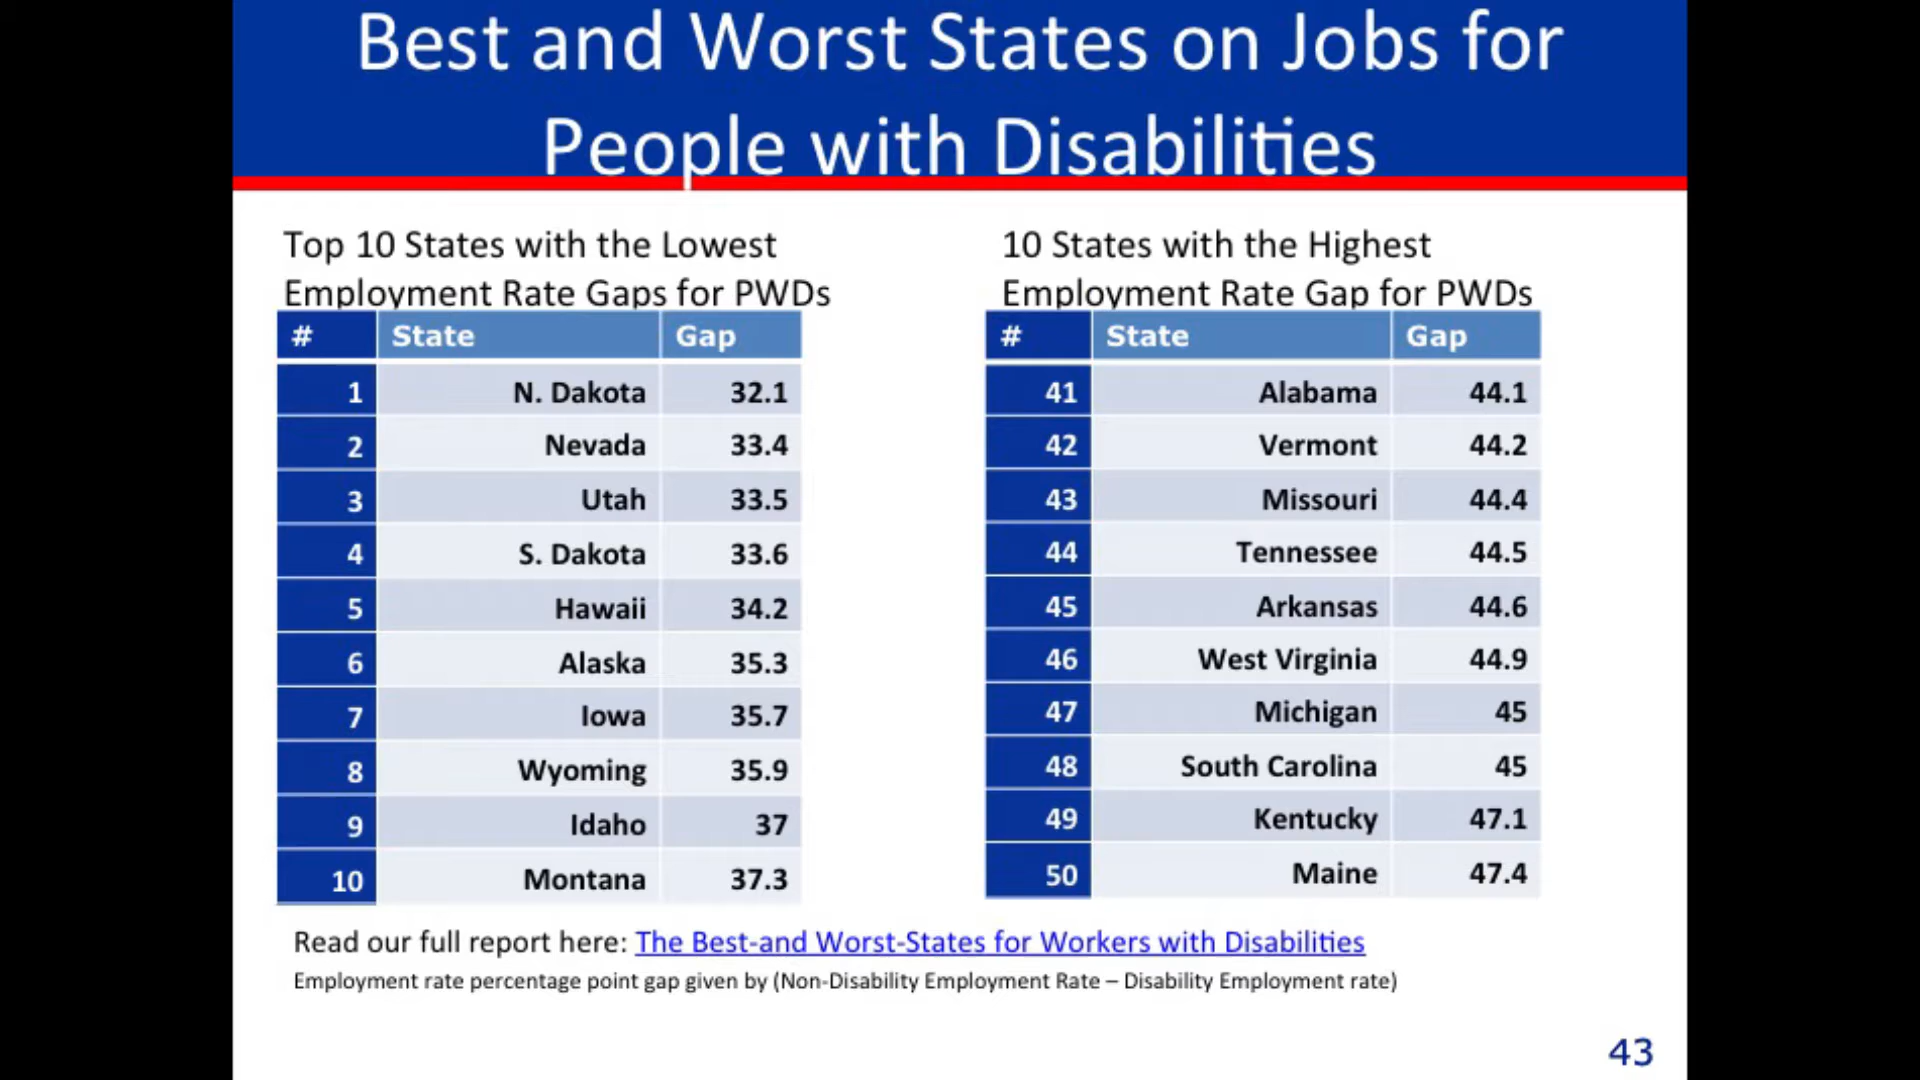 Best and Worst States on Jobs for
People with Disabilities
Top 10 States with the Lowest
Employment Rate Gaps for PWDs
# State Gap
1 N. Dakota 32.1
2 Nevada 33.4
3 Utah 33.5
4 S. Dakota 33.6
5 Hawaii 34.2
6 Alaska 35.3
7 Iowa 35.7
8 Wyoming 35.9
9 Idaho 37
10 Montana 37.3
10 States with the Highest
Employment Rate Gap for PWDs
# State Gap
41 Alabama 44.1
42 Vermont 44.2
43 Missouri 44.4
44 Tennessee 44.5
45 Arkansas 44.6
46 West Virginia 44.9
47 Michigan 45
48 South Carolina 45
49 Kentucky 47.1
50 Maine 47.4
Read our full report here: The Best-and Worst-States for Workers with Disabilities
Employment rate percentage point gap given by (Non-Disability Employment Rate – Disability Employment rate)
43